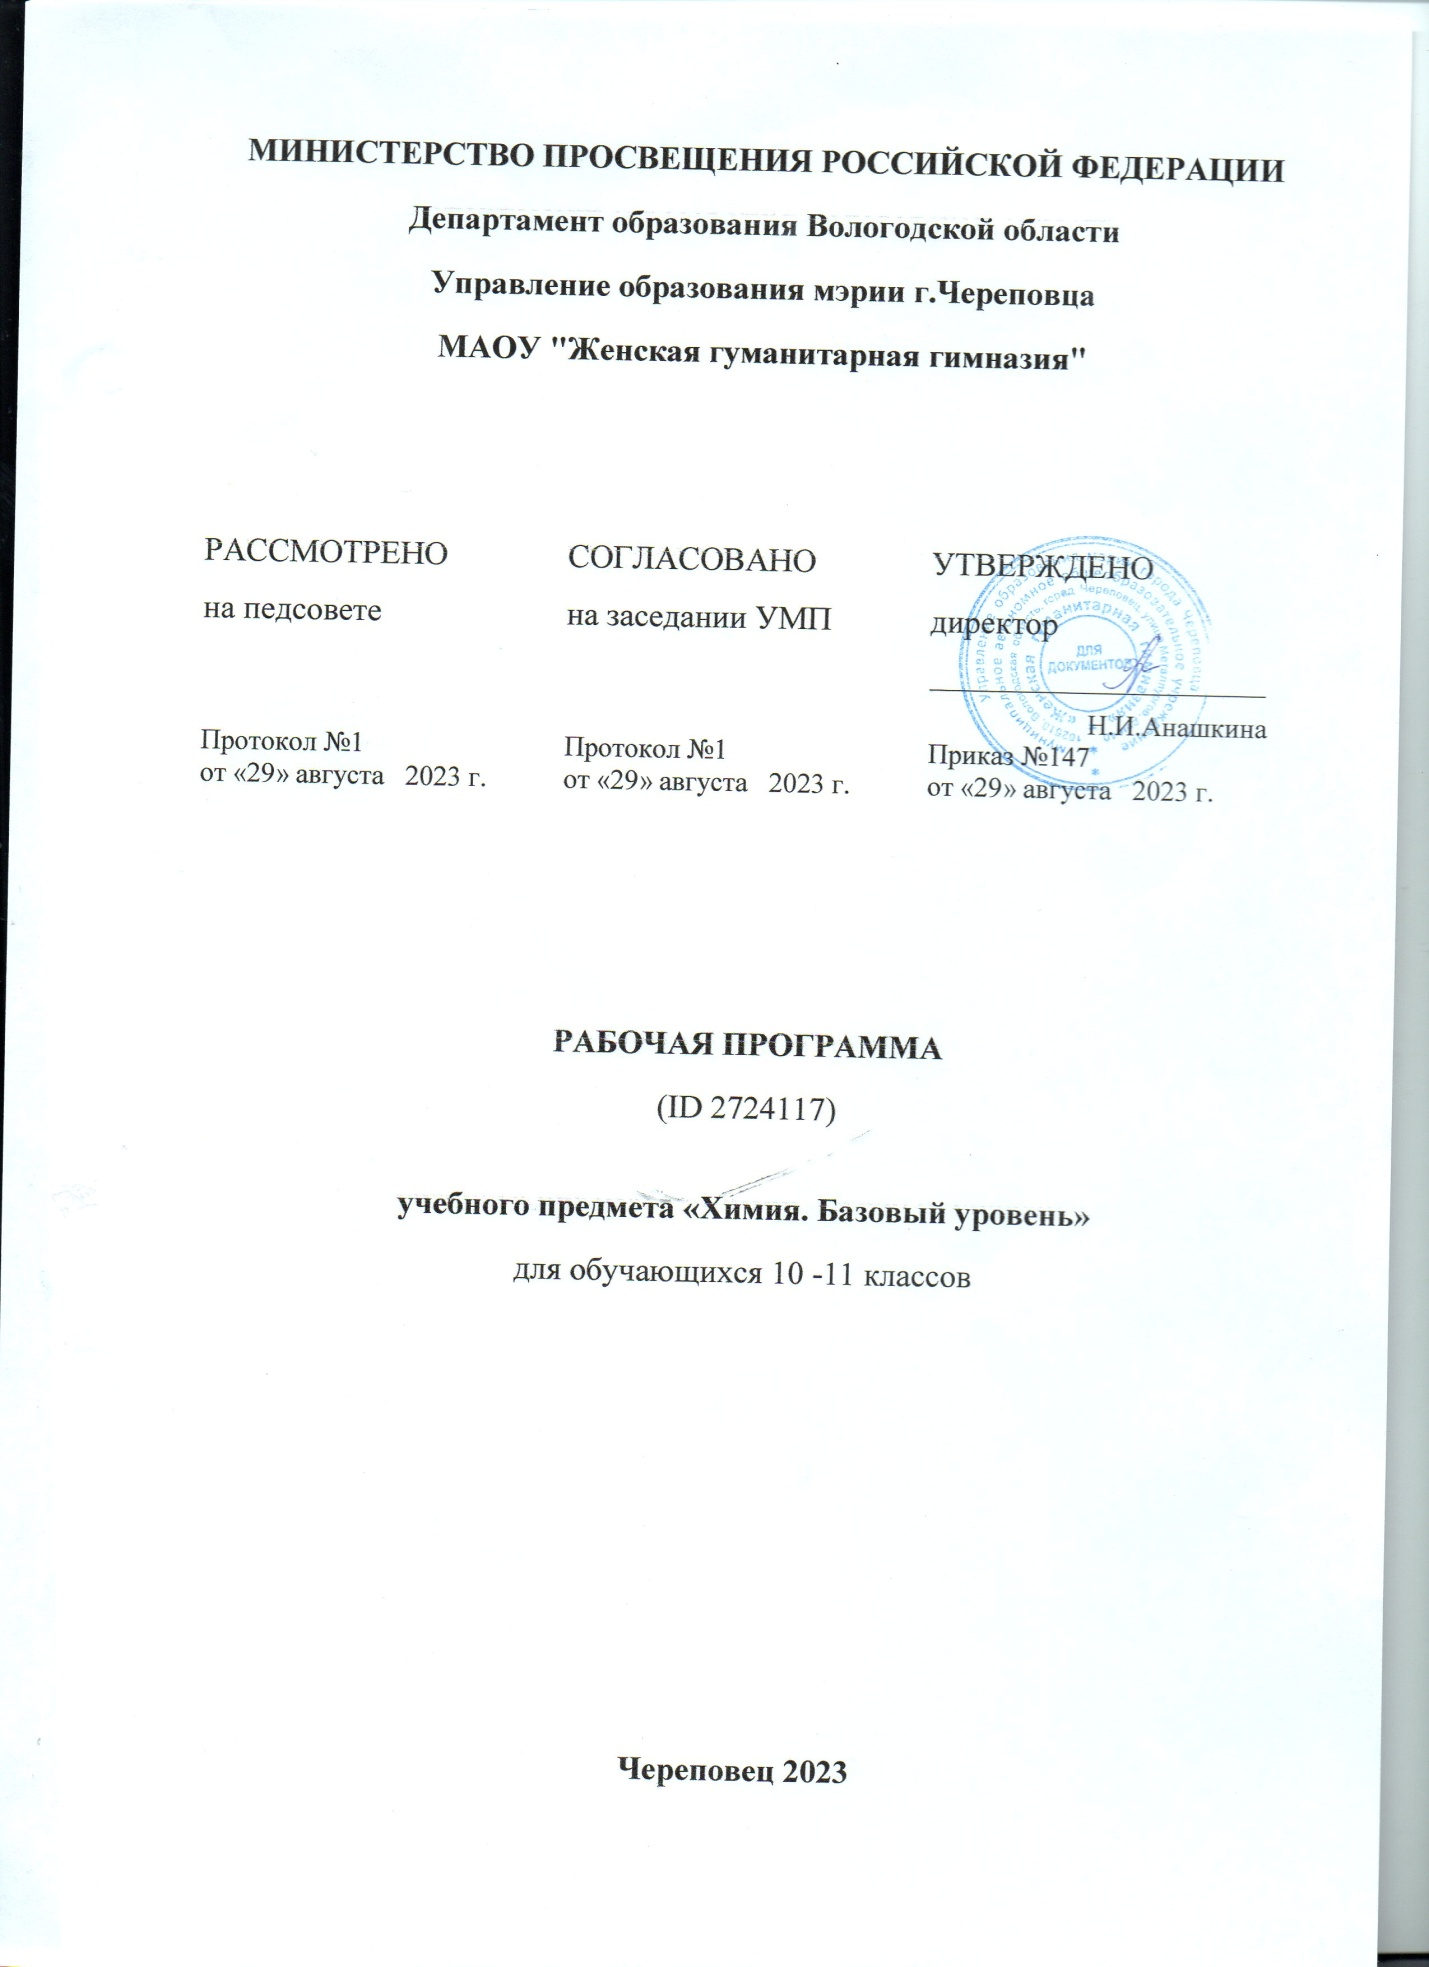 МИНИСТЕРСТВО ПРОСВЕЩЕНИЯ РОССИЙСКОЙ ФЕДЕРАЦИИ
Департамент образования Вологодской области
Управление образования мэрии г.Череповца
МАОУ "Женская гуманитарная гимназия"
РАССМОТРЕНО
на педсовете
Протокол №1
от «29» августа 2023 г.
СОГЛАСОВАНО
на заседании УМП
Протокол №1
от «29» августа 2023 г.
УТВЕРЖДЕНО
директор
Н.И.Анашкина
Приказ №147
от «29» августа 2023 г.
ДЛЯ
ДОКУМЕНТОВ
РАБОЧАЯ ПРОГРАММА
(ID 2724117)
учебного предмета «Химия. Базовый уровень»
для обучающихся 10 -11 классов
Череповец 2023